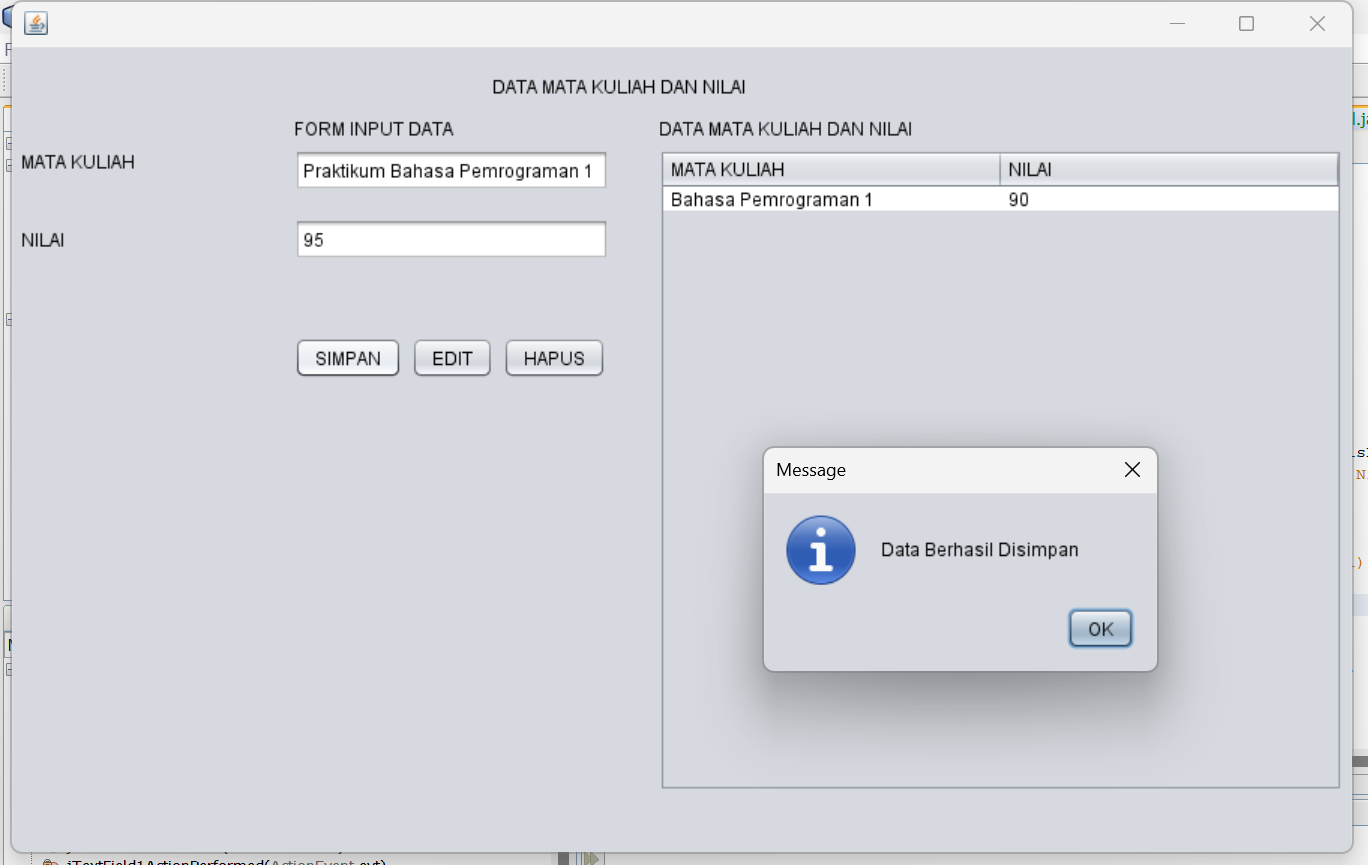 DATA MATA KULIAH DAN NILAI
FORM INPUT DATA
DATA MATA KULIAH DAN NILAI
MATA KULIAH
Praktikum Bahasa Pemrograman 1
NILAI
95
SIMPAN EDIT HAPUS
MATA KULIAH NILAI
Bahasa Pemrograman 1 90
Message
Data Berhasil Disimpan
OK